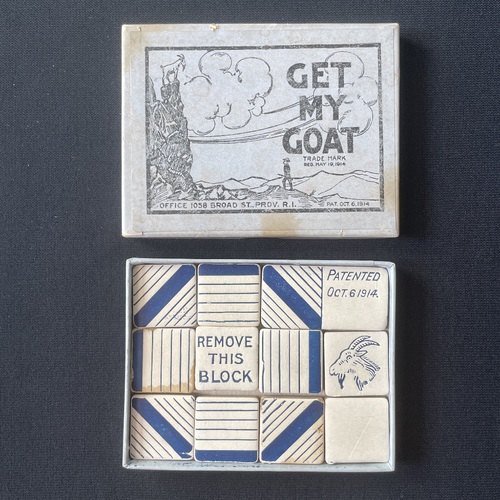 GET
MY
GOAT
TRADE MARK
REG. MAY 19, 1914
OFFICE 1058 BROAD ST., PROV. R.I.
PAT. OCT. 6, 1914
PATENTED
OCT. 6 1914.
REMOVE
THIS
BLOCK